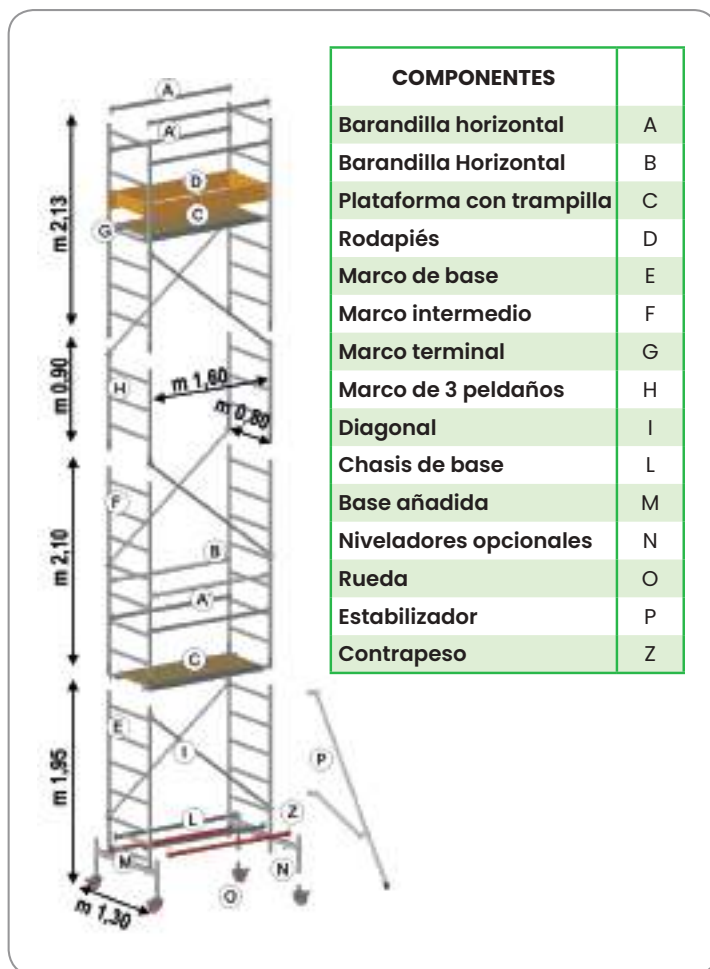 A
A
D
C
G
m 2,13
m 0,90
H
m 1,60
m 0,80
F
B
A
C
m 2,10
E
I
P
m 1,95
L
Z
M
N
O
m 1,30
COMPONENTES
Barandilla horizontal A
Barandilla Horizontal B
Plataforma con trampilla C
Rodapiés D
Marco de base E
Marco intermedio F
Marco terminal G
Marco de 3 peldaños H
Diagonal I
Chasis de base L
Base añadida M
Niveladores opcionales N
Rueda O
Estabilizador P
Contrapeso Z